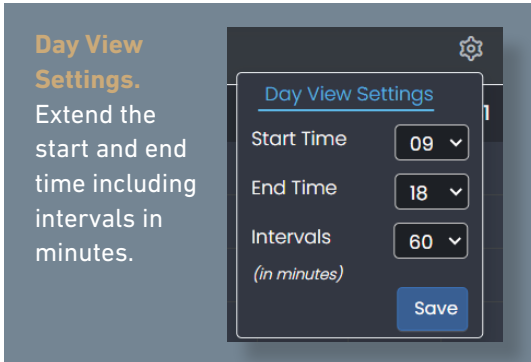 Day View
Settings.
Extend the
start and end
time including
intervals in
minutes.
Day View Settings
1
Start Time
09
End Time
18
Intervals
60
(in minutes)
Save